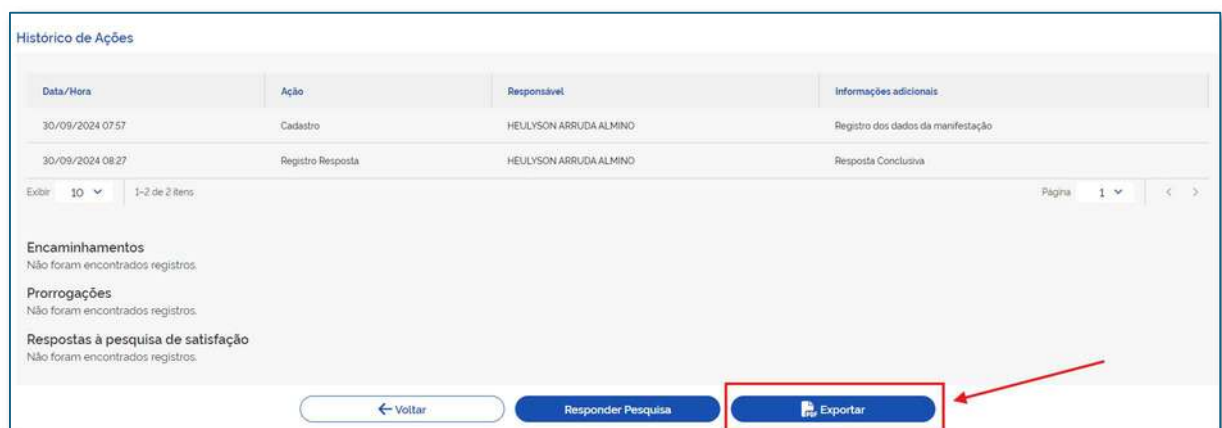 Histórico de Ações
Data/Hora Ação Responsável Informações adicionais
30/09/2024 07:57 Cadastro HEULYSON ARRUDA ALMINO Registro dos dados da manifestação
30/09/2024 08:27 Registro Resposta HEULYSON ARRUDA ALMINO Resposta Conclusiva
Exibir 10 1-2 de 2 itens Página 1
Encaminhamentos
Não foram encontrados registros.
Prorrogações
Não foram encontrados registros.
Respostas à pesquisa de satisfação
Não foram encontrados registros.
Voltar Responder Pesquisa PDF Exportar